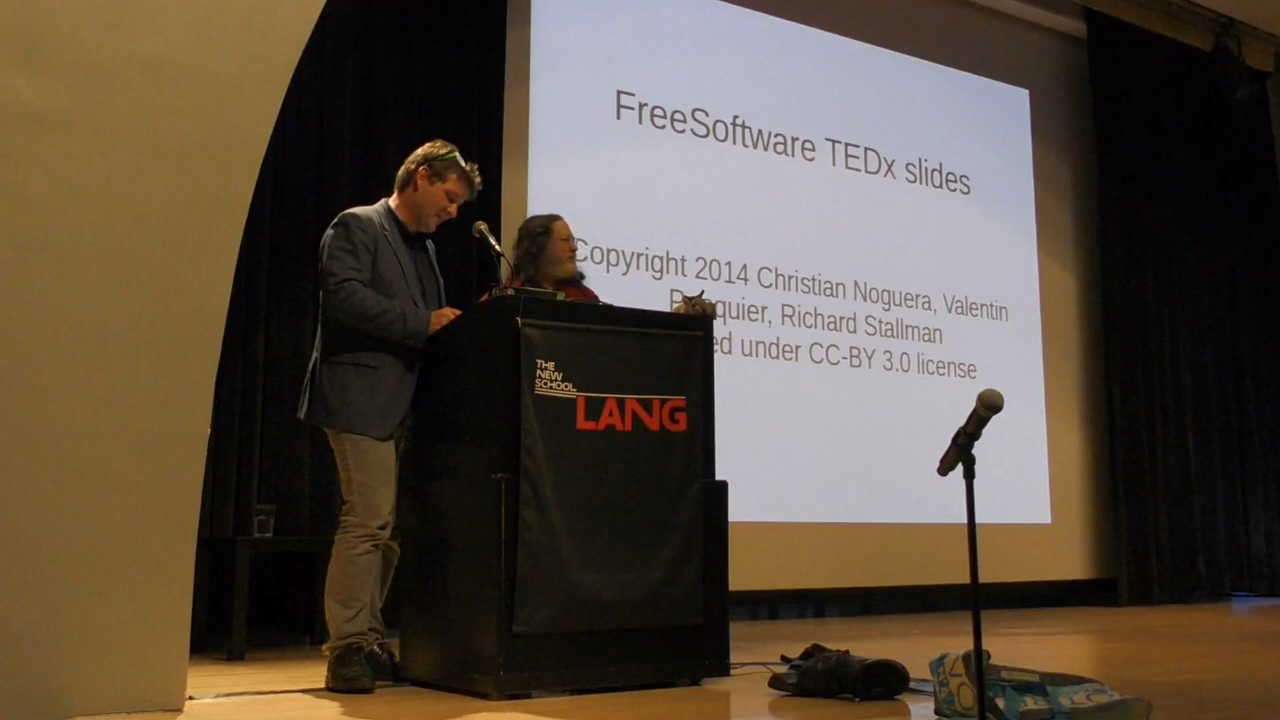 FreeSoftware TEDx slides
Copyright 2014 Christian Noguera, Valentin
Richard Stallman
under CC-BY 3.0 license
THE
NEW
SCHOOL
LANG